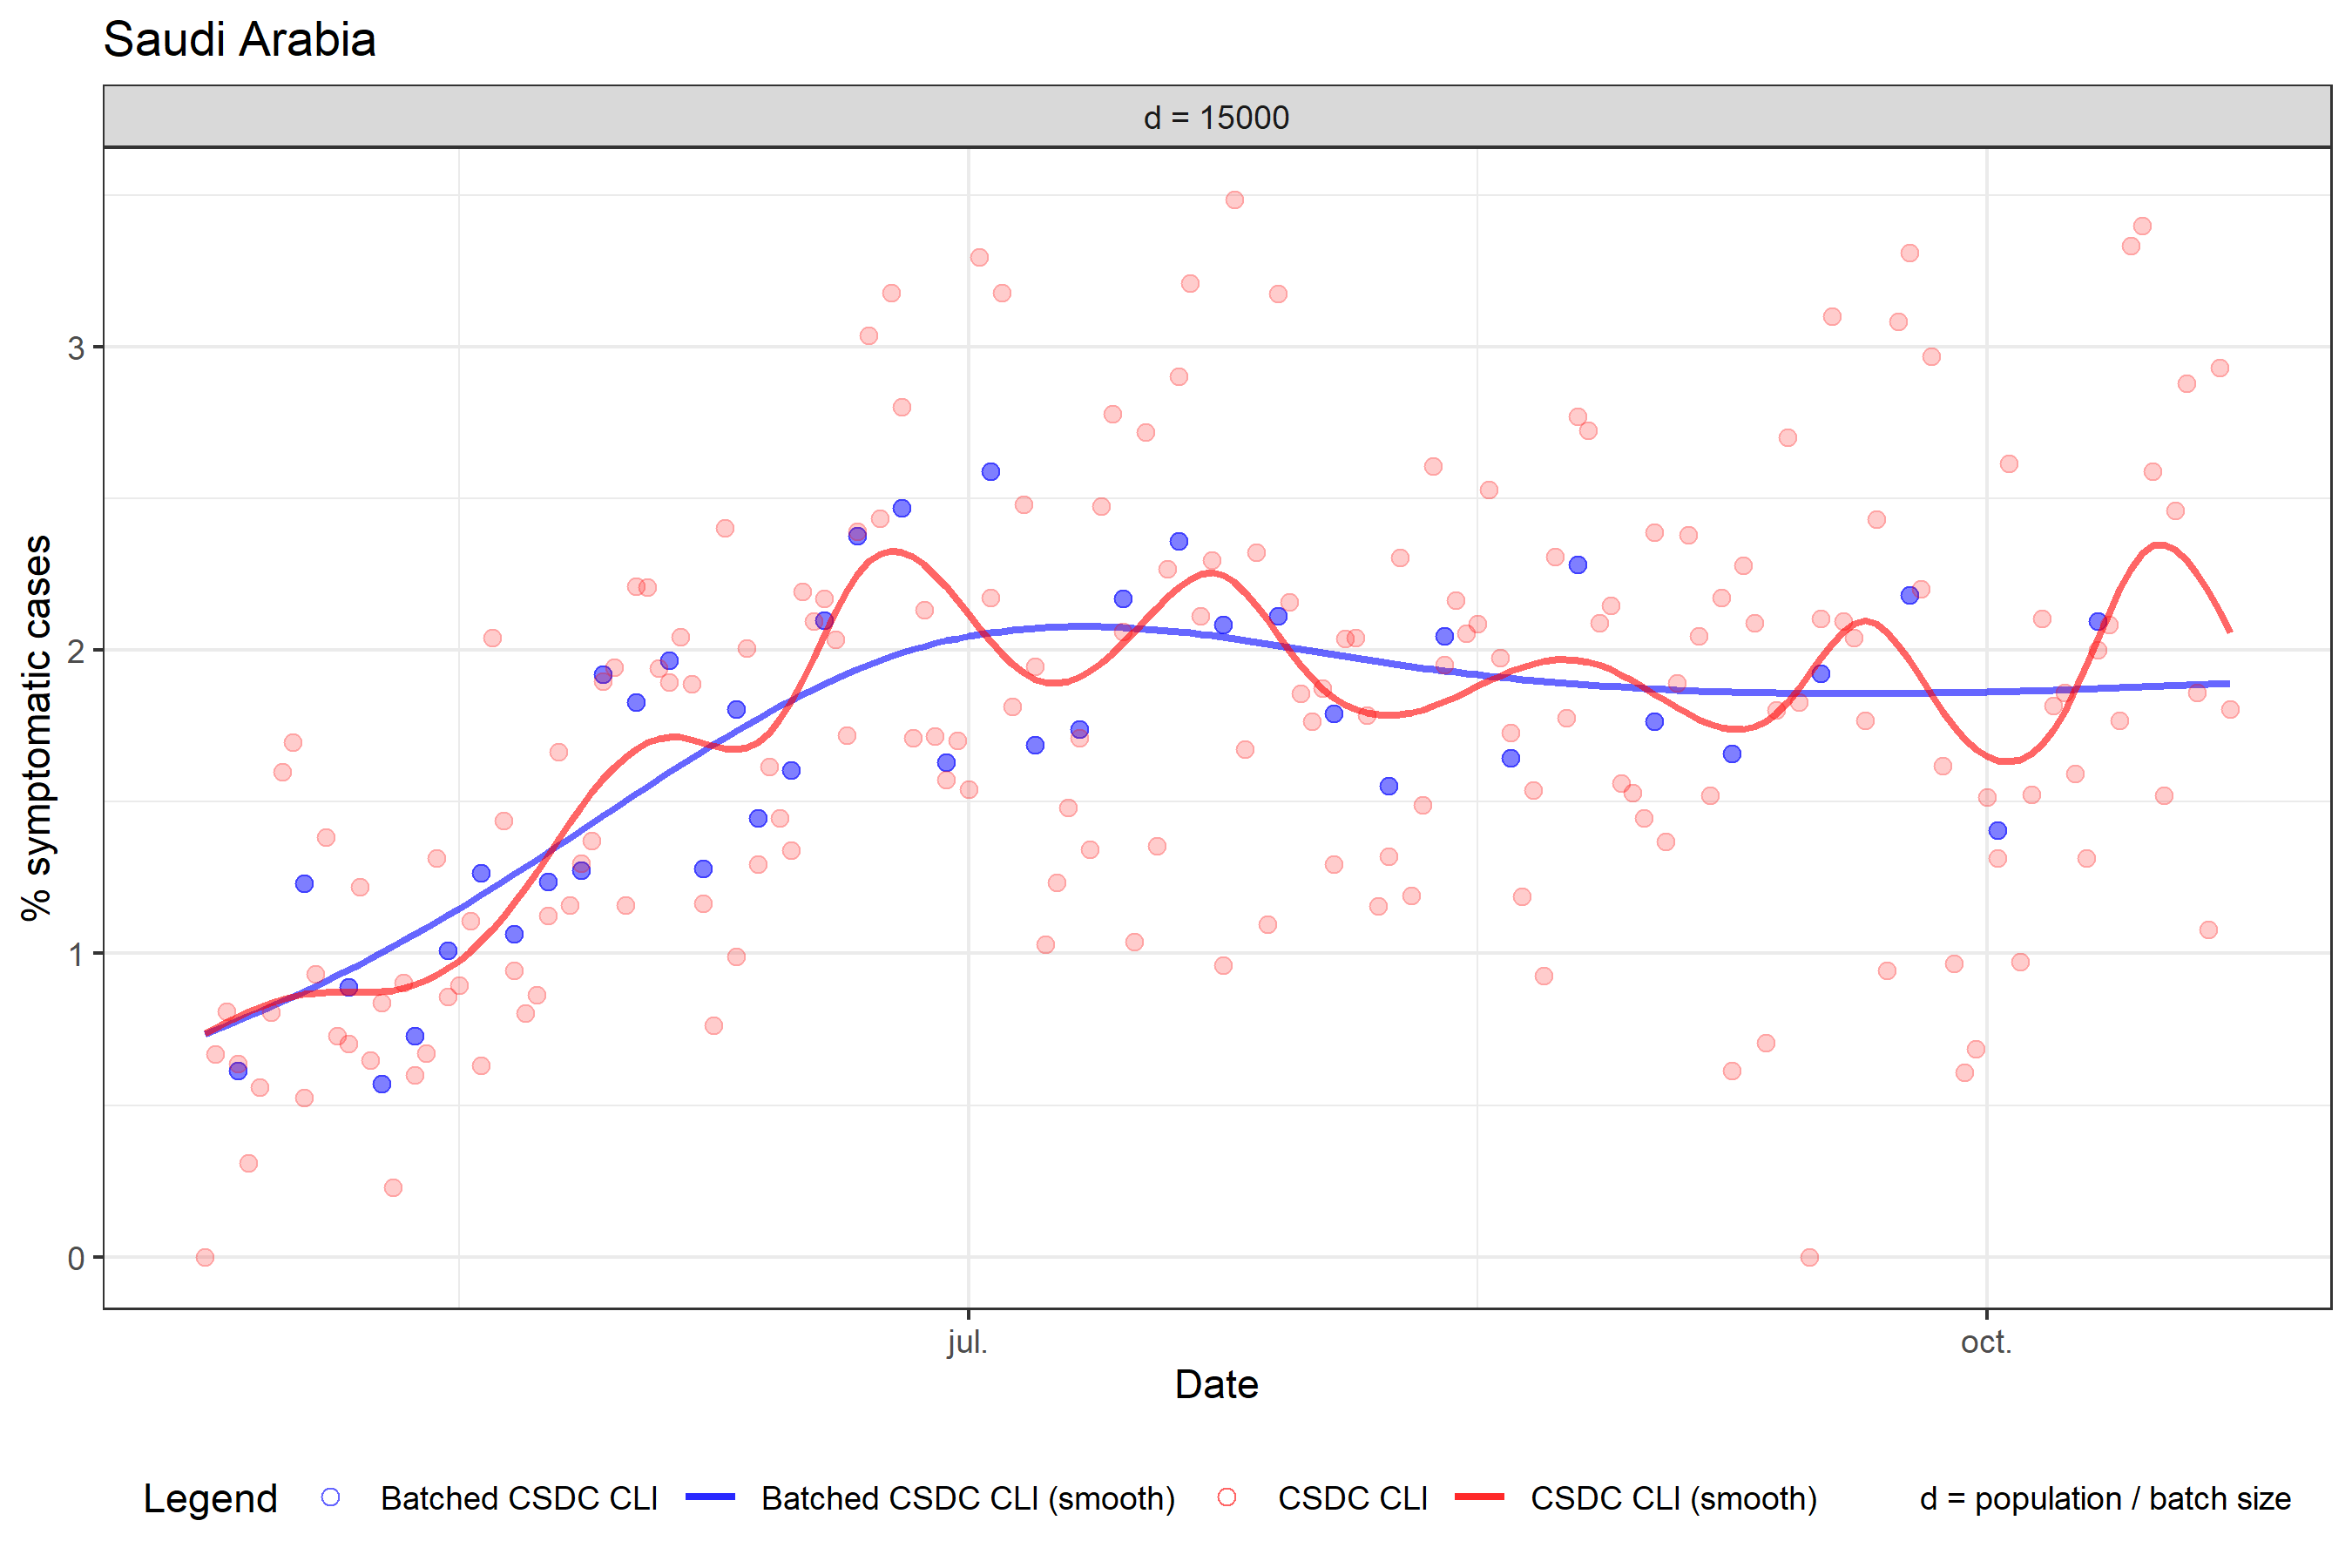 Saudi Arabia
d = 15000
% symptomatic cases
3
2
1
0
jul.
oct.
Date
Legend
Batched CSDC CLI
Batched CSDC CLI (smooth)
CSDC CLI
CSDC CLI (smooth)
d = population / batch size